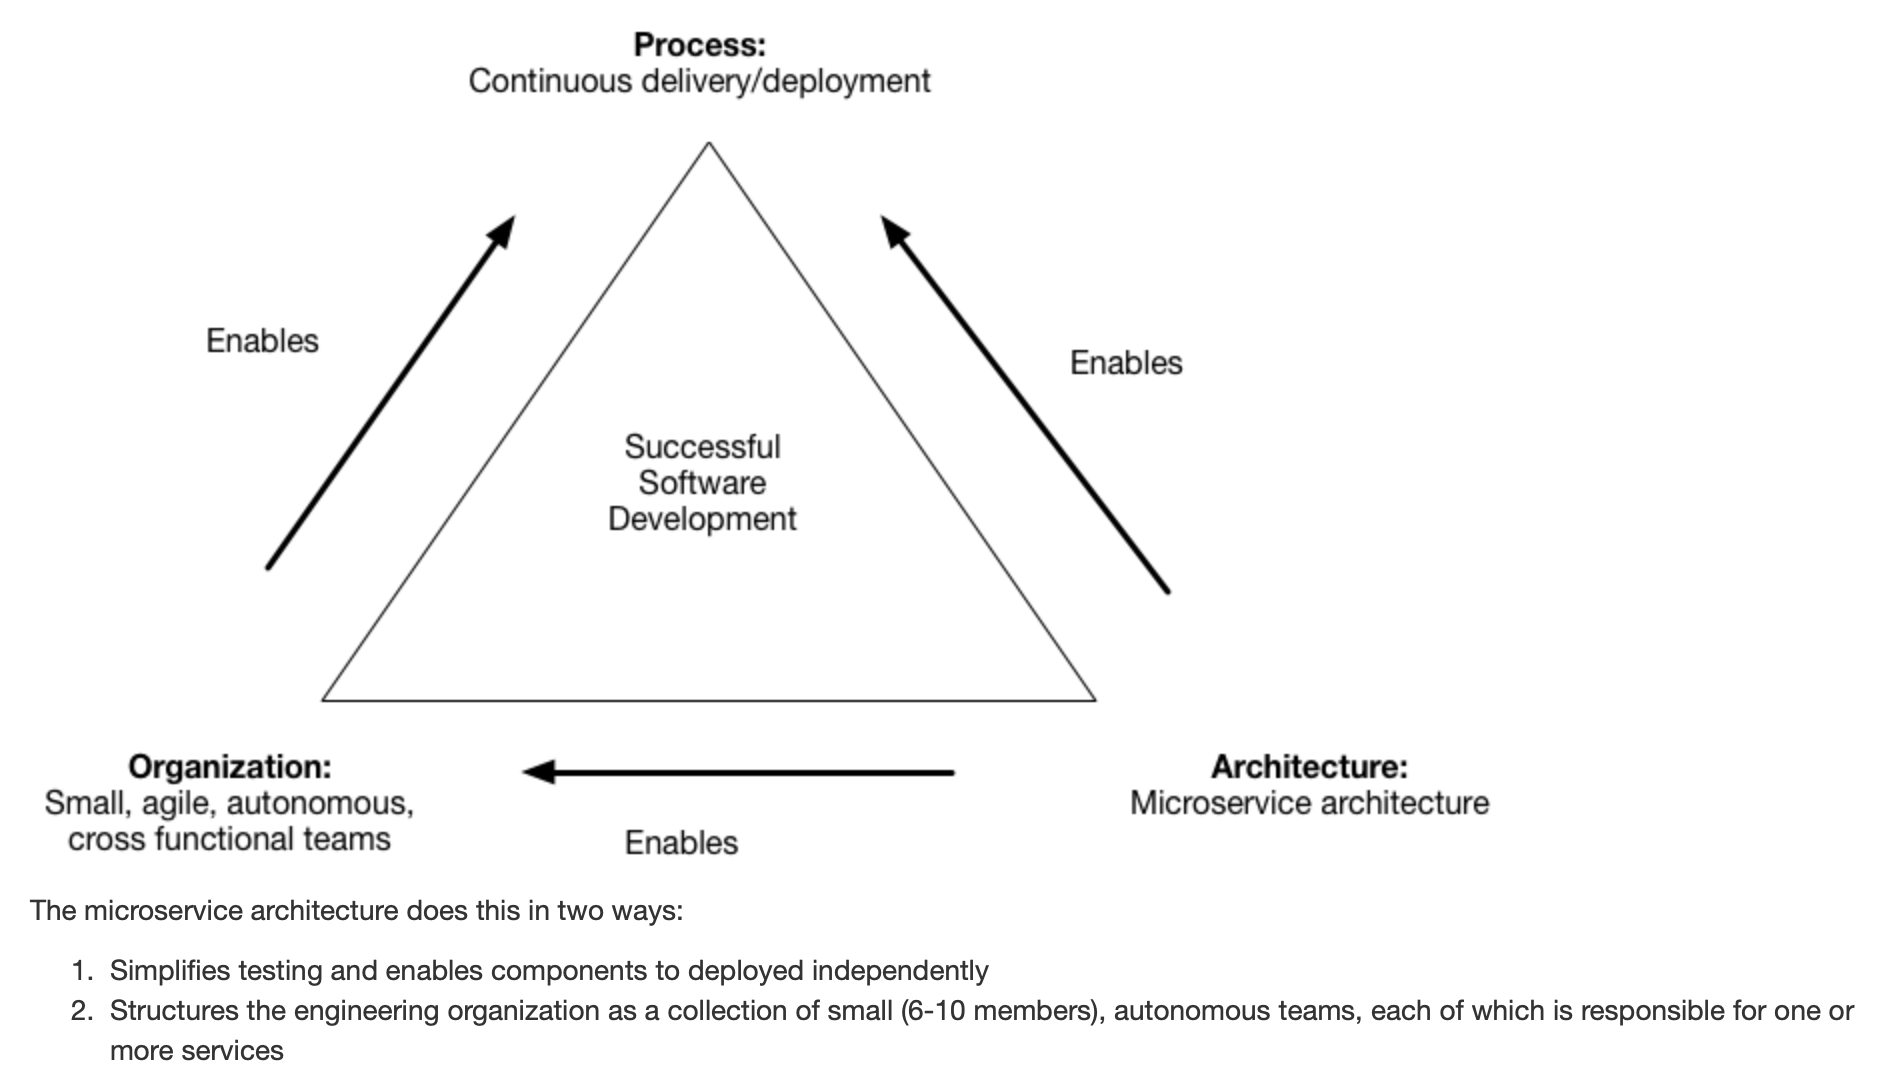 Process:
Continuous delivery/deployment
Enables
Enables
Successful
Software
Development
Organization:
Small, agile, autonomous,
cross functional teams
Enables
Architecture:
Microservice architecture
The microservice architecture does this in two ways:
1. Simplifies testing and enables components to deployed independently
2. Structures the engineering organization as a collection of small (6-10 members), autonomous teams, each of which is responsible for one or
more services